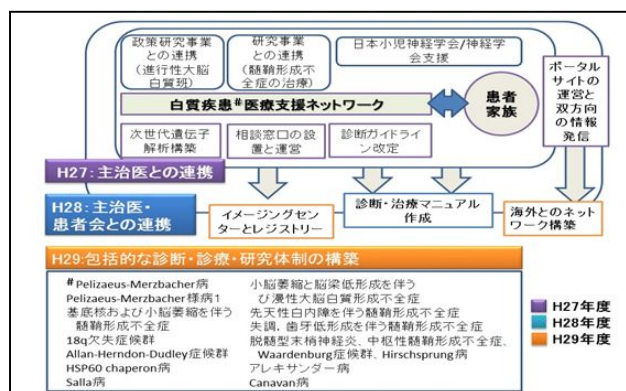 政策研究事業
との連携
(進行性大脳
白質班)
研究事業
との連携
(髄鞘形成不
全症の治療)
日本小児神経学会/神経学
会支援
ポータル
サイトの
運営と
双方向
の情報
発信
白質疾患#医療支援ネットワーク
患者
家族
次世代遺伝子
解析構築
相談窓口の設
置と運営
診断ガイドライ
ン改定
H27:主治医との連携
H28:主治医・
患者会との連携
イメージングセン
ターとレジストリー
診断・治療マニュアル
作成
海外とのネット
ワーク構築
H29:包括的な診断・診療・研究体制の構築
#Pelizaeus-Merzbacher病
Pelizaeus-Merzbacher様病1
基底核および小脳萎縮を伴う
髄鞘形成不全症
18q欠失症候群
Allan-Herndon-Dudley症候群
HSP60 chaperon病
Salla病
小脳萎縮と脳梁低形成を伴う
び漫性大脳白質形成不全症
先天性白内障を伴う髄鞘形成不全症
失調、歯牙低形成を伴う髄鞘形成不全症
脱髄型末梢神経炎、中枢性髄鞘形成不全症、
Waardenburg症候群、Hirschsprung病
アレキサンダー病
Canavan病
H27年度
H28年度
H29年度